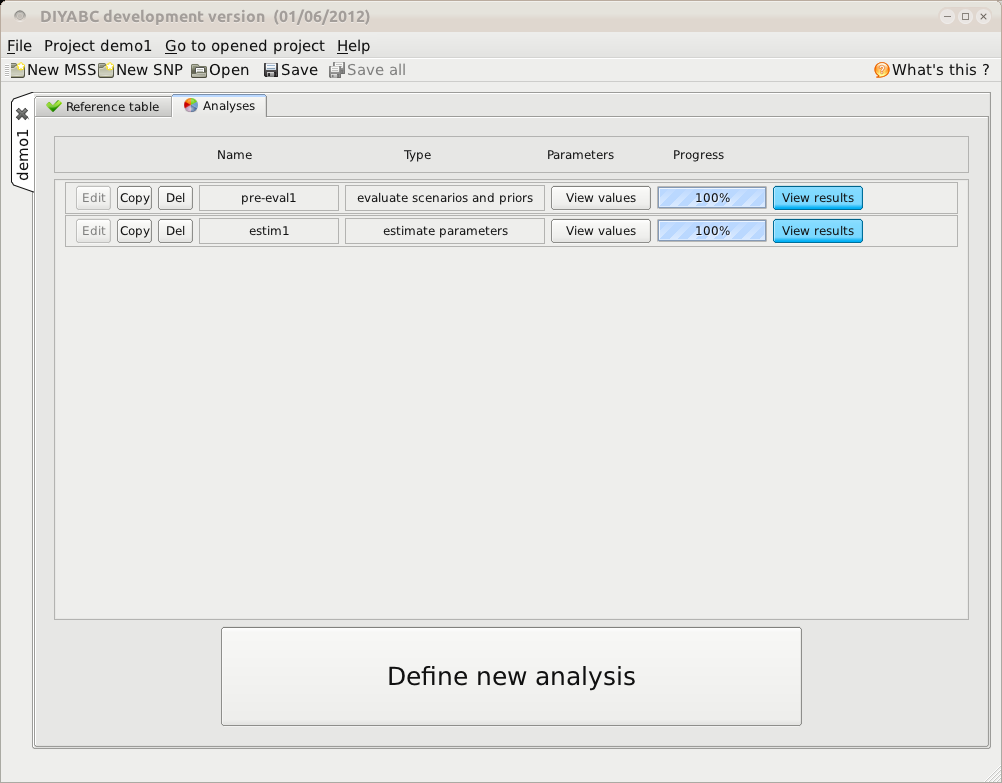 DIYABC development version (01/06/2012)
File Project demo1 Go to opened project Help
New MSS New SNP Open Save Save all What's this ?
demo1
Reference table Analyses
Name Type Parameters Progress
Edit Copy Del pre-eval1 evaluate scenarios and priors View values 100% View results
Edit Copy Del estim1 estimate parameters View values 100% View results
Define new analysis